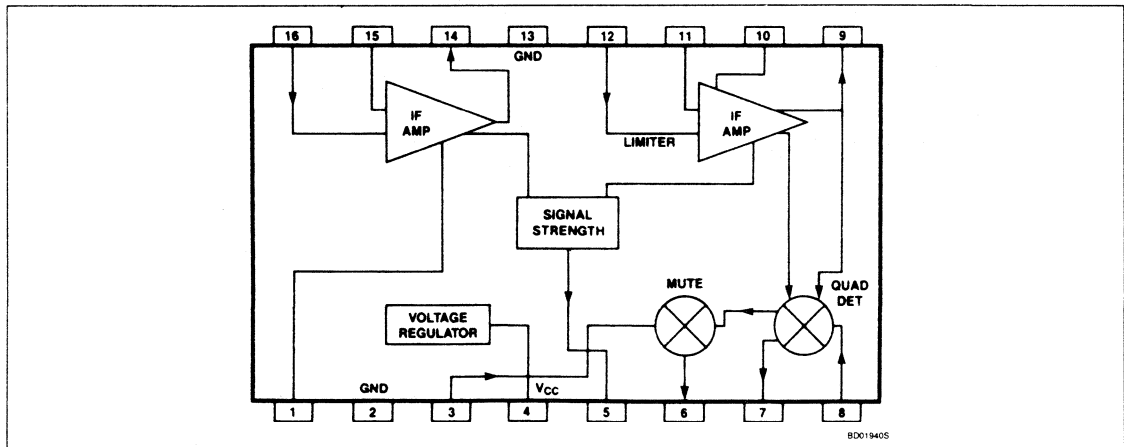 16 15 14 13 12 11 10 9
GND
IF
AMP
IF
AMP
LIMITER
SIGNAL
STRENGTH
MUTE
QUAD
DET
VOLTAGE
REGULATOR
GND
VCC
1 2 3 4 5 6 7 8
BD01940S